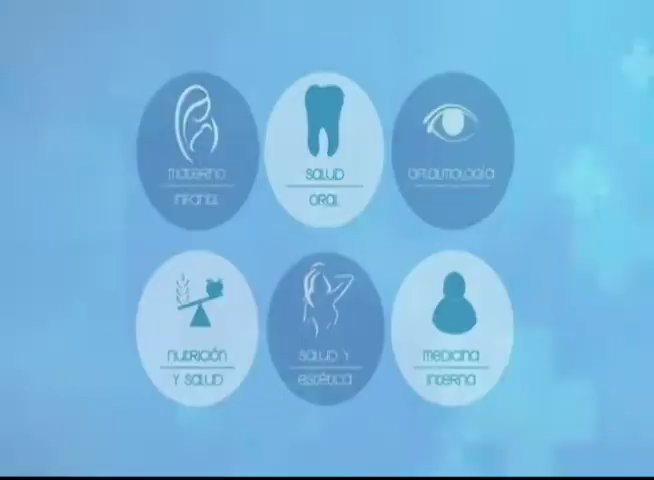 materno
infantil
salud
oral
oftalmología
nutrición
y salud
salud y
estética
medicina
interna